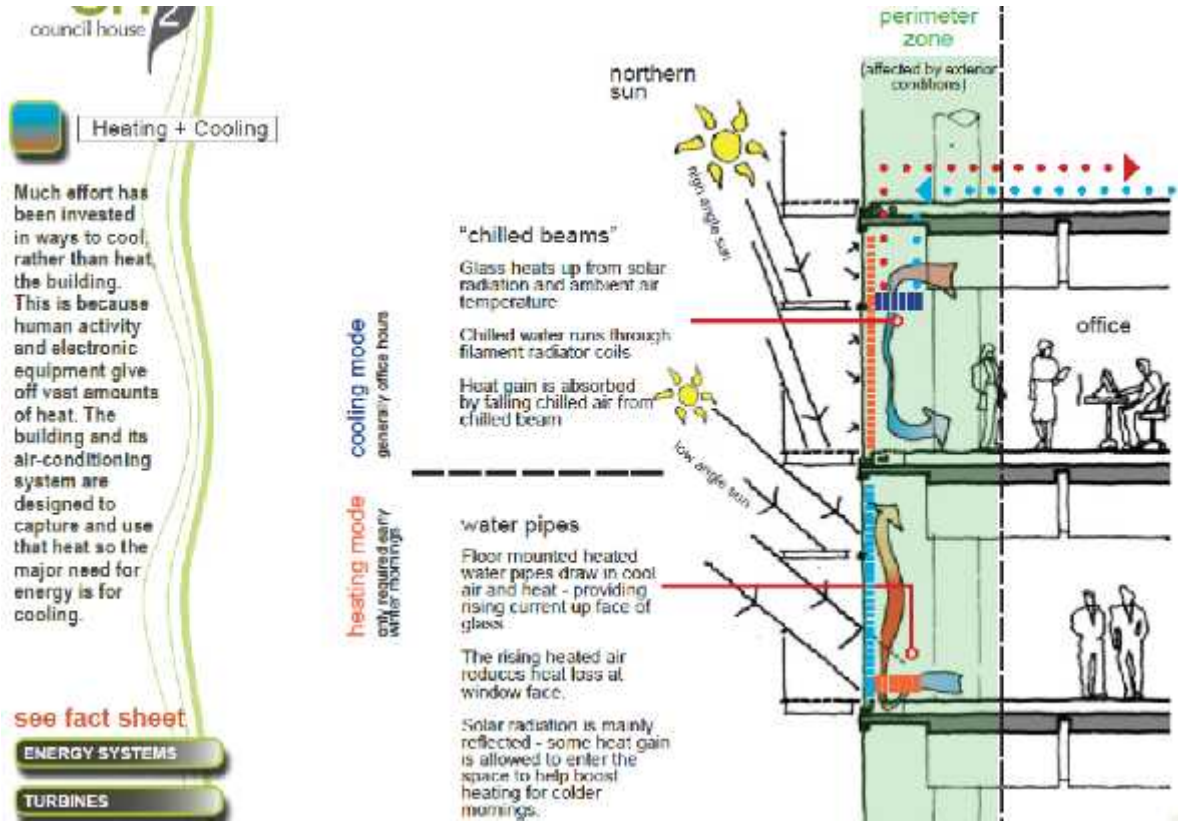 council house
2
Heating + Cooling
Much effort has
been invested
in ways to cool,
rather than heat,
the building.
This is because
human activity
and electronic
equipment give
off vast amounts
of heat. The
building and its
air-conditioning
system are
designed to
capture and use
that heat so the
major need for
energy is for
cooling.
see fact sheet
ENERGY SYSTEMS
TURBINES
cooling mode
generally office hours
heating mode
only required early
winter mornings
"chilled beams"
Glass heats up from solar
radiation and ambient air
temperature
Chilled water runs through
filament radiator coils
Heat gain is absorbed
by falling chilled air from
chilled beam
water pipes
Floor mounted heated
water pipes draw in cool
air and heat - providing
rising current up face of
glass
The rising heated air
reduces heat loss at
window face.
Solar radiation is mainly
reflected - some heat gain
is allowed to enter the
space to help boost
heating for colder
mornings.
northern
sun
high angle sun
low angle sun
perimeter
zone
(affected by exterior
conditions)
office